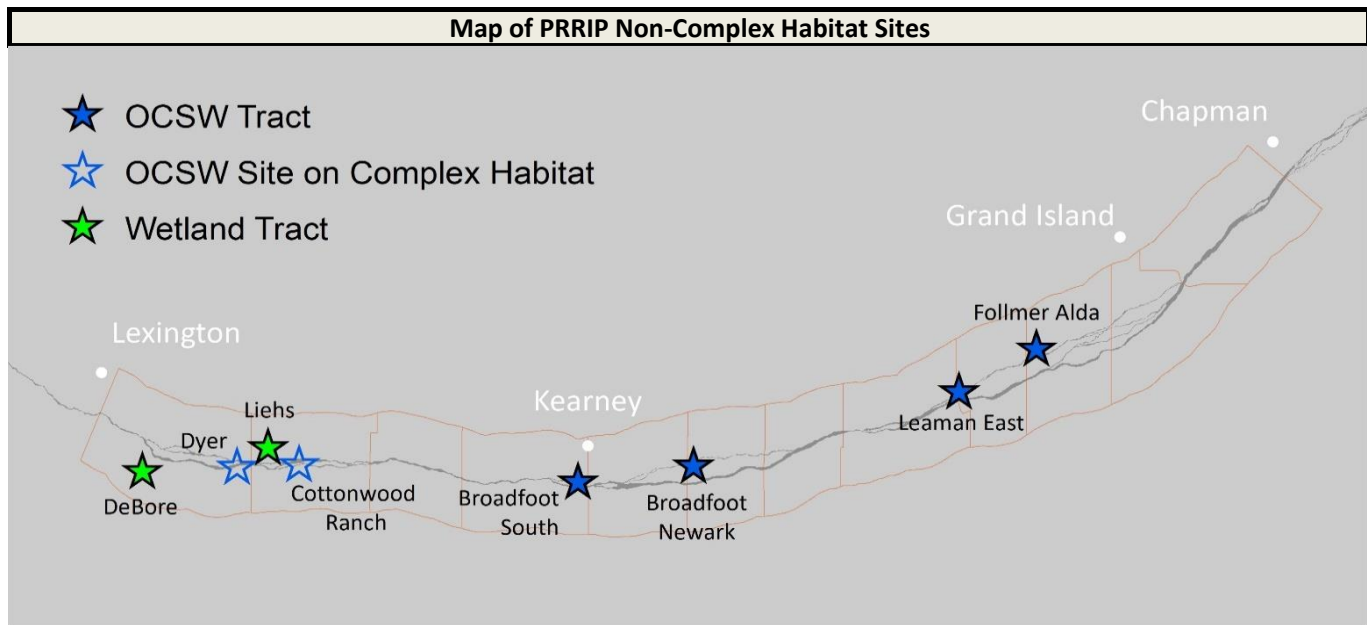 Map of PRRIP Non-Complex Habitat Sites
OCSW Tract
OCSW Site on Complex Habitat
Wetland Tract
Chapman
Grand Island
Follmer Alda
Lexington
Leaman East
Kearney
Liehs
Dyer
DeBore
Cottonwood
Ranch
Broadfoot
South
Broadfoot
Newark